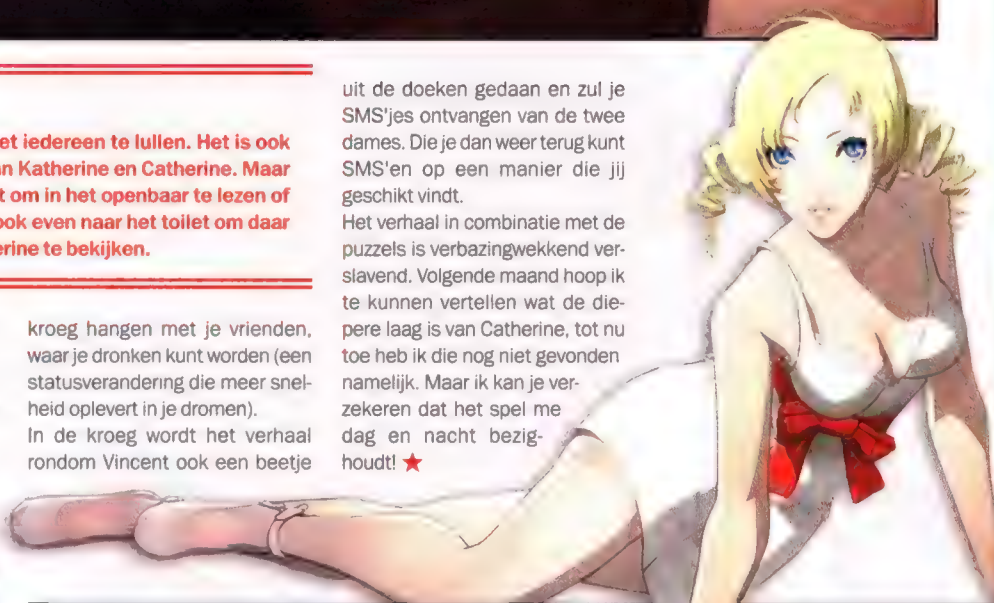 et iedereen te lullen. Het is ook
an Katherine en Catherine. Maar
t om in het openbaar te lezen of
ook even naar het toilet om daar
erine te bekijken.
kroeg hangen met je vrienden,
waar je dronken kunt worden (een
statusverandering die meer snel-
heid oplevert in je dromen).
In de kroeg wordt het verhaal
rondom Vincent ook een beetje
uit de doeken gedaan en zul je
SMS'jes ontvangen van de twee
dames. Die je dan weer terug kunt
SMS'en op een manier die jij
geschikt vindt.
Het verhaal in combinatie met de
puzzels is verbazingwekkend ver-
slavend. Volgende maand hoop ik
te kunnen vertellen wat de die-
pere laag is van Catherine, tot nu
toe heb ik die nog niet gevonden
namelijk. Maar ik kan je ver-
zekeren dat het spel me
dag en nacht bezig-
houdt! ★